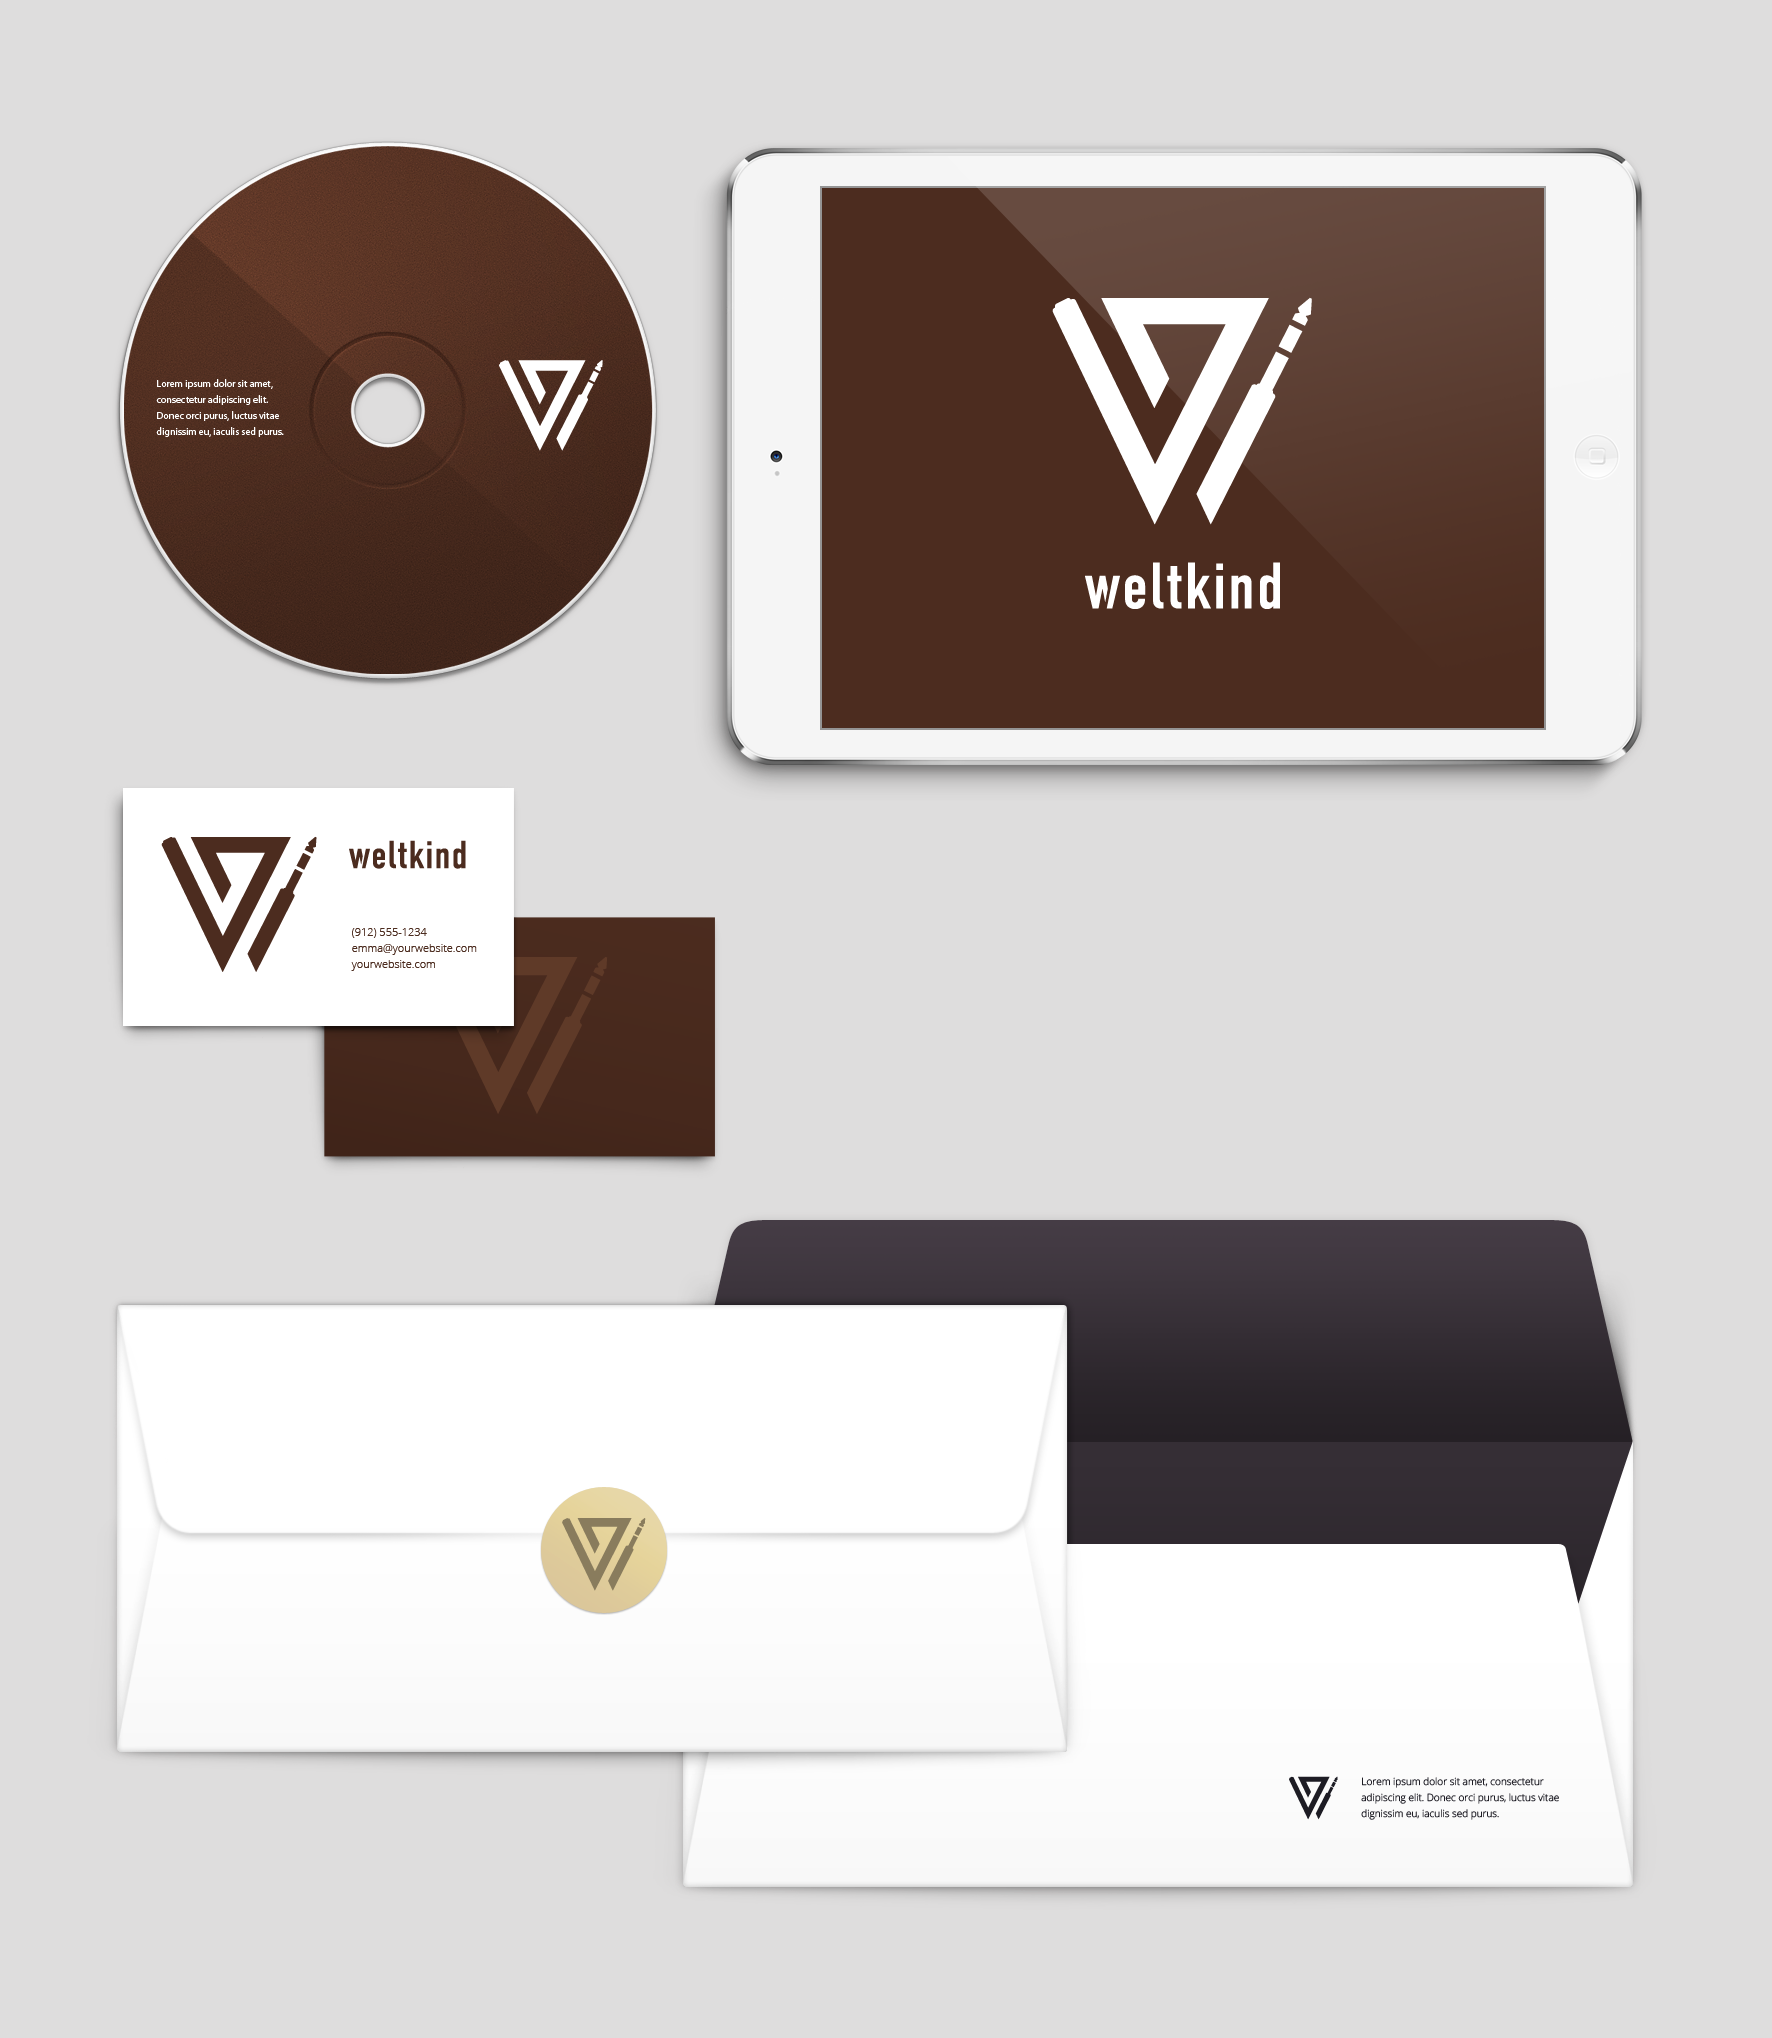 Lorem ipsum dolor sit amet,
consectetur adipiscing elit.
Donec orci purus, luctus vitae
dignissim eu, iaculis sed purus.
weltkind
weltkind
(912) 555-1234
emma@yourwebsite.com
yourwebsite.com
Lorem ipsum dolor sit amet, consectetur
adipiscing elit. Donec orci purus, luctus vitae
dignissim eu, iaculis sed purus.